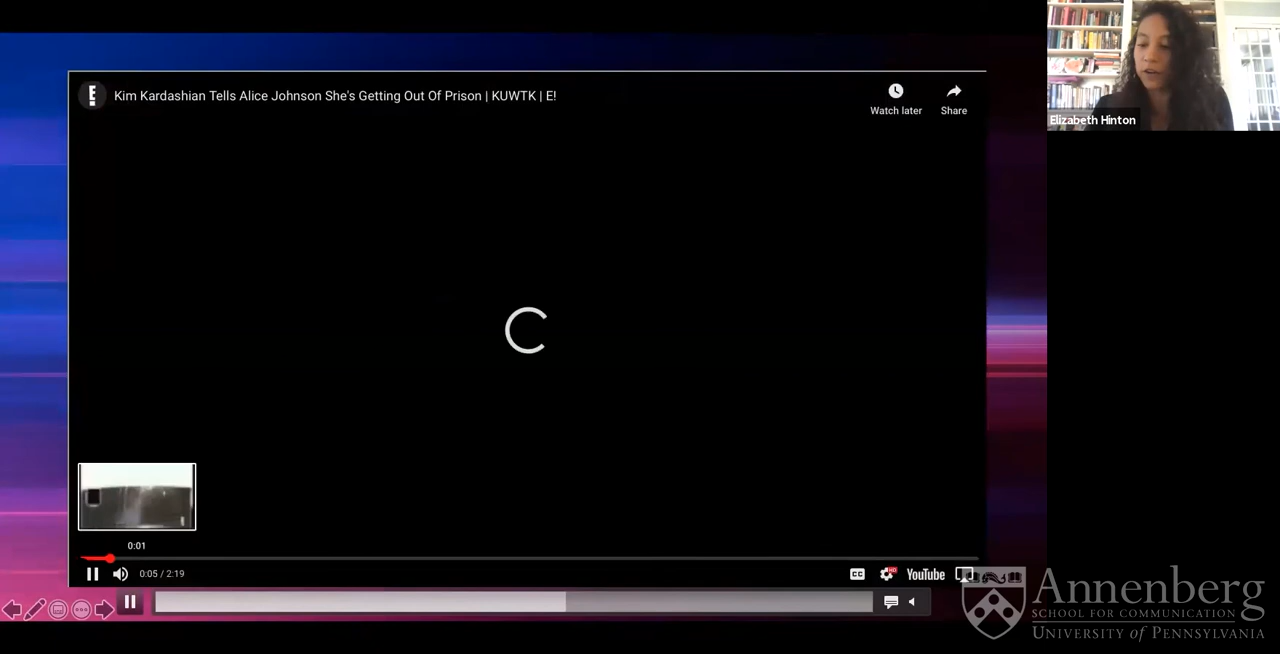 Kim Kardashian Tells Alice Johnson She's Getting Out Of Prison | KUWTK | E!
Watch later
Share
Elizabeth Hinton
0:01
0:05 / 2:19
CC
HD
YouTube
Annenberg
SCHOOL FOR COMMUNICATION
UNIVERSITY of PENNSYLVANIA